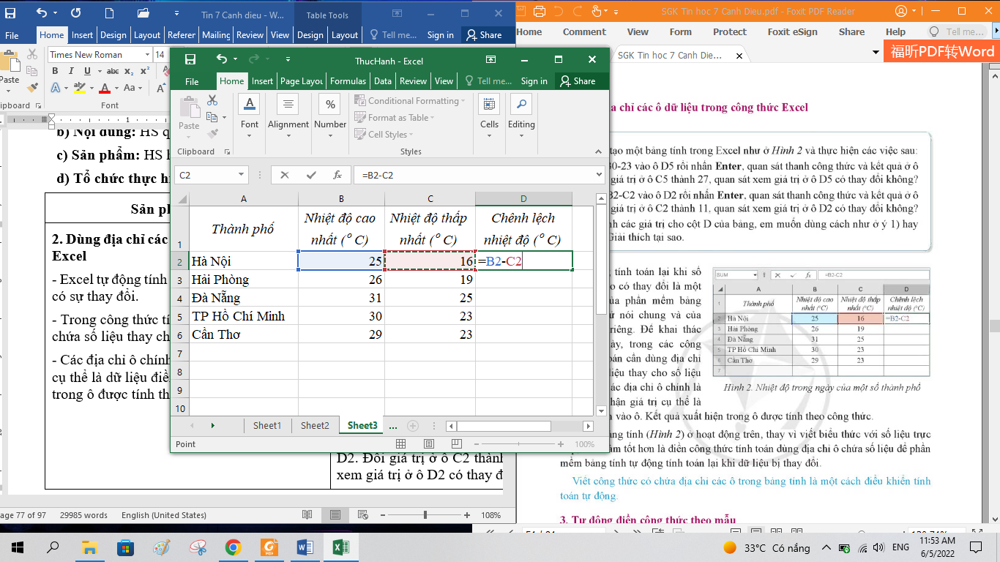 Tin 7 Canh dieu - W...
Table Tools
File
Home
Insert
Design
Layout
Referer
Mailing
Review
View
Design
Layout
Tell me...
Sign in
Share
Times New Roman
14
Paste
B I U abc x₂ x²
Aa
Clipboard
Font
1
b) Nội dung: HS q
c) Sản phẩm: HS
d) Tổ chức thực hi
Sản ph
2. Dùng địa chỉ các
Excel
- Excel tự động tính
có sự thay đổi.
- Trong công thức tí
chứa số liệu thay ch
- Các địa chỉ ô chính
cụ thể là dữ liệu điề
trong ô được tính th
D2. Đổi giá trị ở ô C2 thành
xem giá trị ở ô D2 có thay đ
age 77 of 97
29985 words
English (United States)
108%
ThucHanh - Excel
File
Home
Insert
Page Layou
Formulas
Data
Review
View
Tell me...
Sign in
Share
Paste
Font
Alignment
Number
Conditional Formatting
Format as Table
Cell Styles
Cells
Editing
Clipboard
Styles
C2
fx
=B2-C2
A B C D
1 Thành phố Nhiệt độ cao nhất (° C) Nhiệt độ thấp nhất (° C) Chênh lệch nhiệt độ (° C)
2 Hà Nội 25 16 =B2-C2
3 Hải Phòng 26 19
4 Đà Nẵng 31 25
5 TP Hồ Chí Minh 30 23
6 Cần Thơ 29 23
7
8
9
10
Sheet1
Sheet2
Sheet3
...
Point
100%
SGK Tin hoc 7 Canh Dieu.pdf - Foxit PDF Reader
Home
Comment
View
Form
Protect
Foxit eSign
Share
Help
Tell me...
SGK Tin hoc 7 Canh Die...
福昕PDF转Word
a chỉ các ô dữ liệu trong công thức Excel
tạo một bảng tính trong Excel như ở Hình 2 và thực hiện các việc sau:
30-23 vào ô D5 rồi nhấn Enter, quan sát thanh công thức và kết quả ở ô
giá trị ở ô C5 thành 27, quan sát xem giá trị ở ô D5 có thay đổi không?
B2-C2 vào ô D2 rồi nhấn Enter, quan sát thanh công thức và kết quả ở ô
giá trị ở ô C2 thành 11, quan sát xem giá trị ở ô D2 có thay đổi không?
nh các giá trị cho cột D của bảng, em muốn dùng cách như ở ý 1) hay
Giải thích tại sao.
tính toán lại khi số
o có thay đổi là một
ủa phần mềm bảng
ử nói chung và của
riêng. Để khai thác
ày, trong các công
oán cần dùng địa chỉ
liệu thay cho số liệu
ác địa chỉ ô chính là
hận giá trị cụ thể là
SUM
fx
=B2-C2
A B C D
1 Thành phố Nhiệt độ cao nhất (°C) Nhiệt độ thấp nhất (°C) Chênh lệch nhiệt độ (°C)
2 Hà Nội 25 16 =B2-C2
3 Hải Phòng 26 19
4 Đà Nẵng 31 25
5 TP Hồ Chí Minh 30 23
6 Cần Thơ 29 23
7
Hình 2. Nhiệt độ trong ngày của một số thành phố
vào ô. Kết quả xuất hiện trong ô được tính theo công thức.
ng tính (Hình 2) ở hoạt động trên, thay vì viết biểu thức với số liệu trực
àm tốt hơn là điền công thức tính toán dùng địa chỉ ô chứa số liệu để phần
mềm bảng tính tự động tính toán lại khi dữ liệu bị thay đổi.
Viết công thức có chứa địa chỉ các ô trong bảng tính là một cách điều khiển tính
toán tự động.
3. Tự động điền công thức theo mẫu
33°C Có nắng
ENG
11:53 AM
6/5/2022